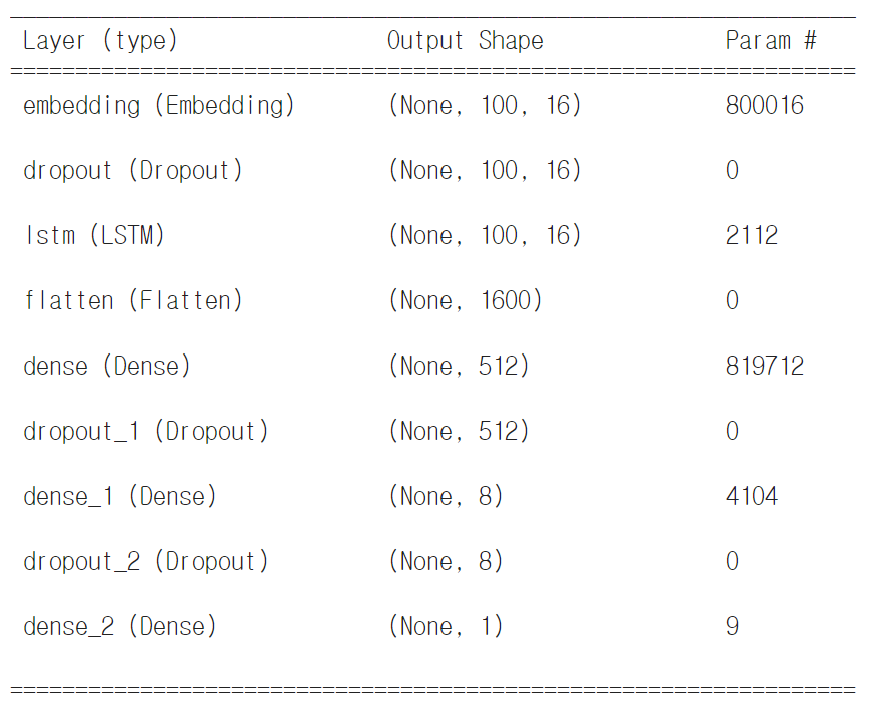 Layer (type) Output Shape Param #
embedding (Embedding) (None, 100, 16) 800016
dropout (Dropout) (None, 100, 16) 0
lstm (LSTM) (None, 100, 16) 2112
flatten (Flatten) (None, 1600) 0
dense (Dense) (None, 512) 819712
dropout_1 (Dropout) (None, 512) 0
dense_1 (Dense) (None, 8) 4104
dropout_2 (Dropout) (None, 8) 0
dense_2 (Dense) (None, 1) 9